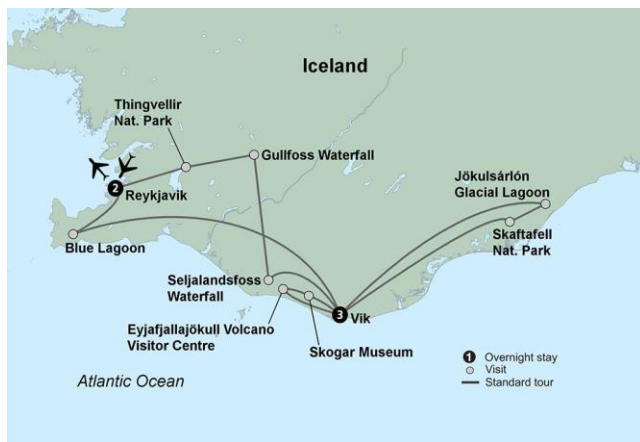 Iceland
Thingvellir
Nat. Park
Gullfoss Waterfall
Jökulsárlón
Glacial Lagoon
2
Reykjavik
Skaftafell
Nat. Park
Blue Lagoon
Seljalandsfoss
Waterfall
3
Vik
Eyjafjallajökull Volcano
Visitor Centre
Skogar Museum
Atlantic Ocean
1 Overnight stay
Visit
Standard tour